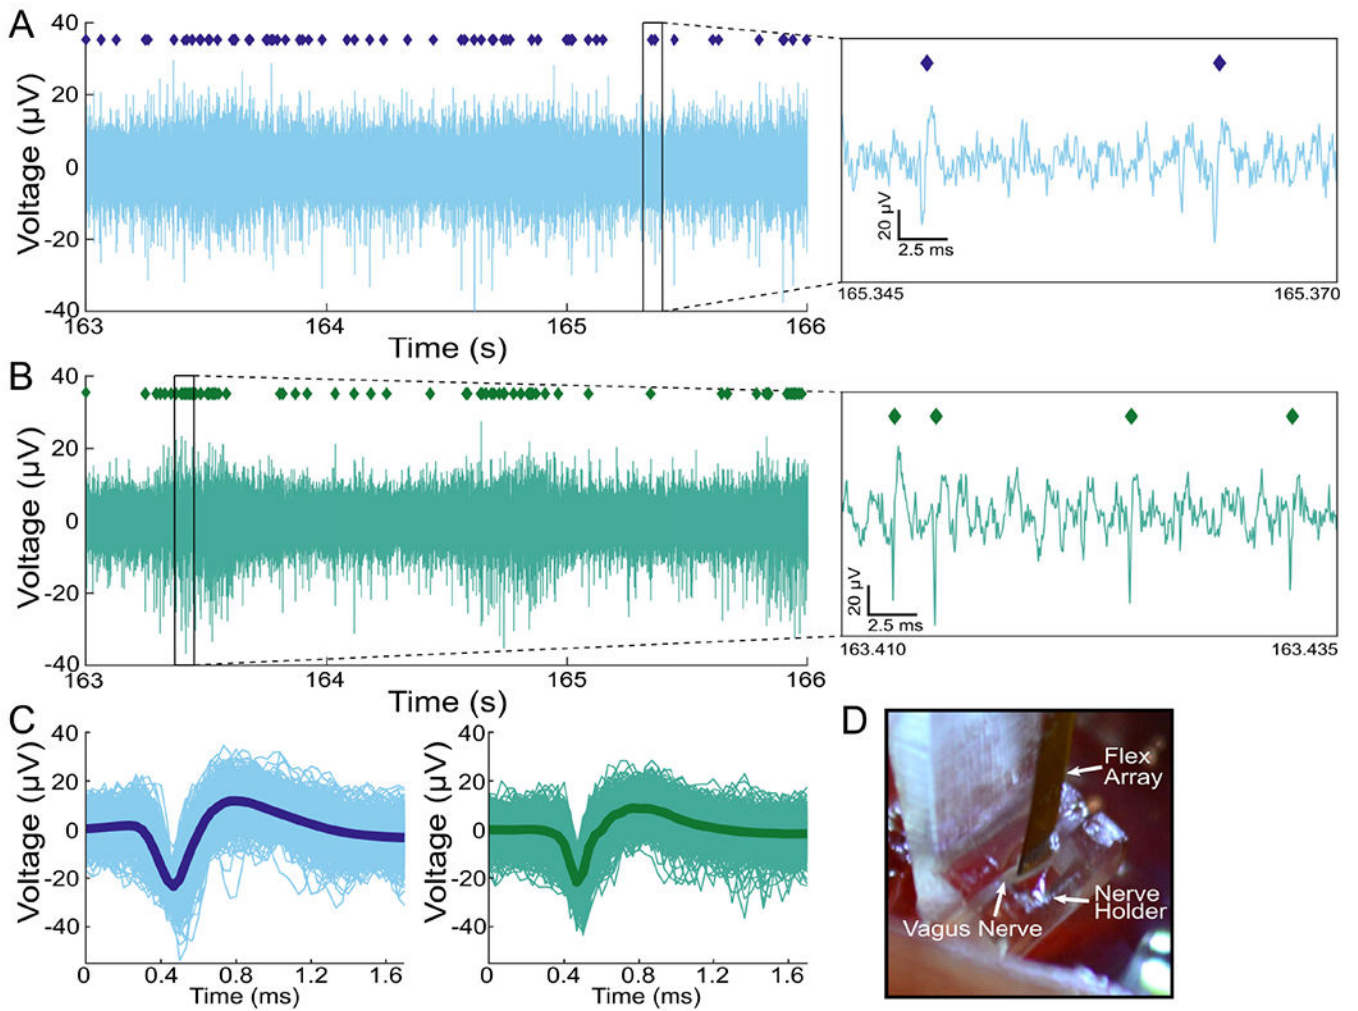 A
40
20
0
-20
-40
Voltage (µV)
163
164
165
166
Time (s)
20 µV
2.5 ms
165.345
165.370
B
40
20
0
-20
-40
Voltage (µV)
163
164
165
166
Time (s)
20 µV
2.5 ms
163.410
163.435
C
40
20
0
-20
-40
Voltage (µV)
0
0.4
0.8
1.2
1.6
Time (ms)
40
20
0
-20
-40
Voltage (µV)
0
0.4
0.8
1.2
1.6
Time (ms)
D
Flex
Array
Nerve
Holder
Vagus Nerve